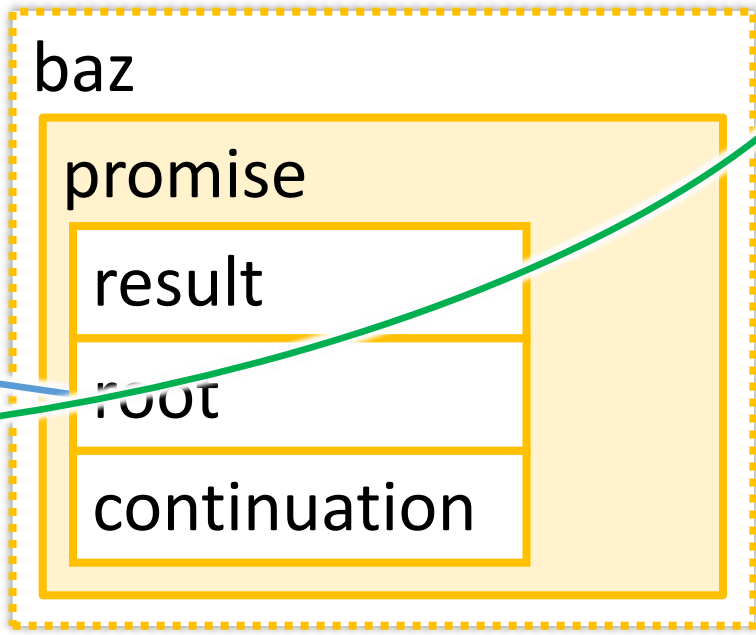 baz
promise
result
root
continuation